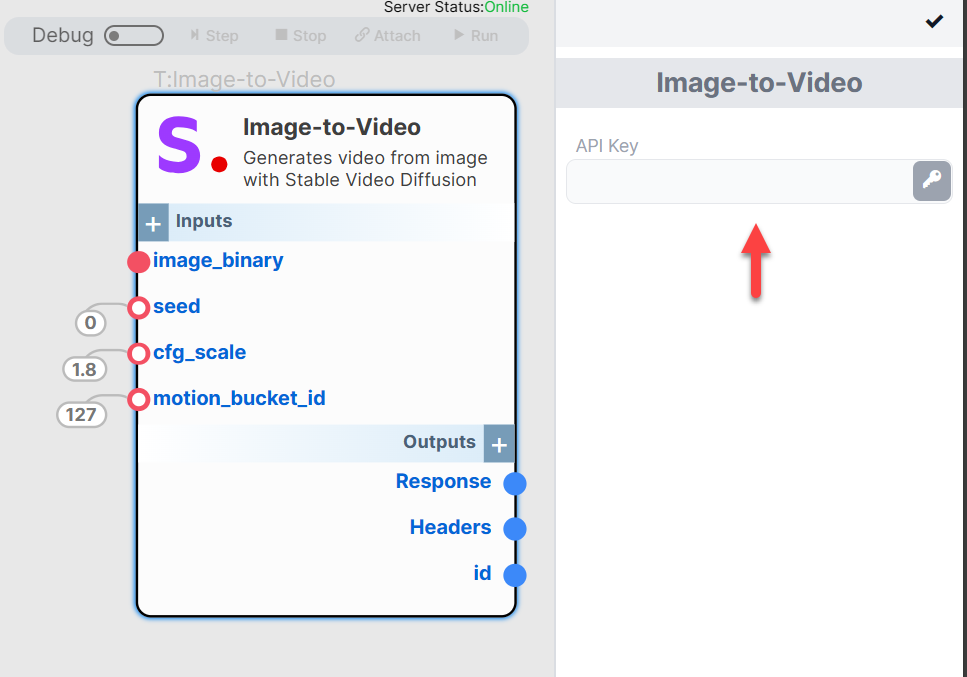 Server Status:Online
Debug
Step
Stop
Attach
Run
T:Image-to-Video
S.
Image-to-Video
Generates video from image
with Stable Video Diffusion
+ Inputs
image_binary
seed
0
cfg_scale
1.8
motion_bucket_id
127
Outputs +
Response
Headers
id
Image-to-Video
API Key